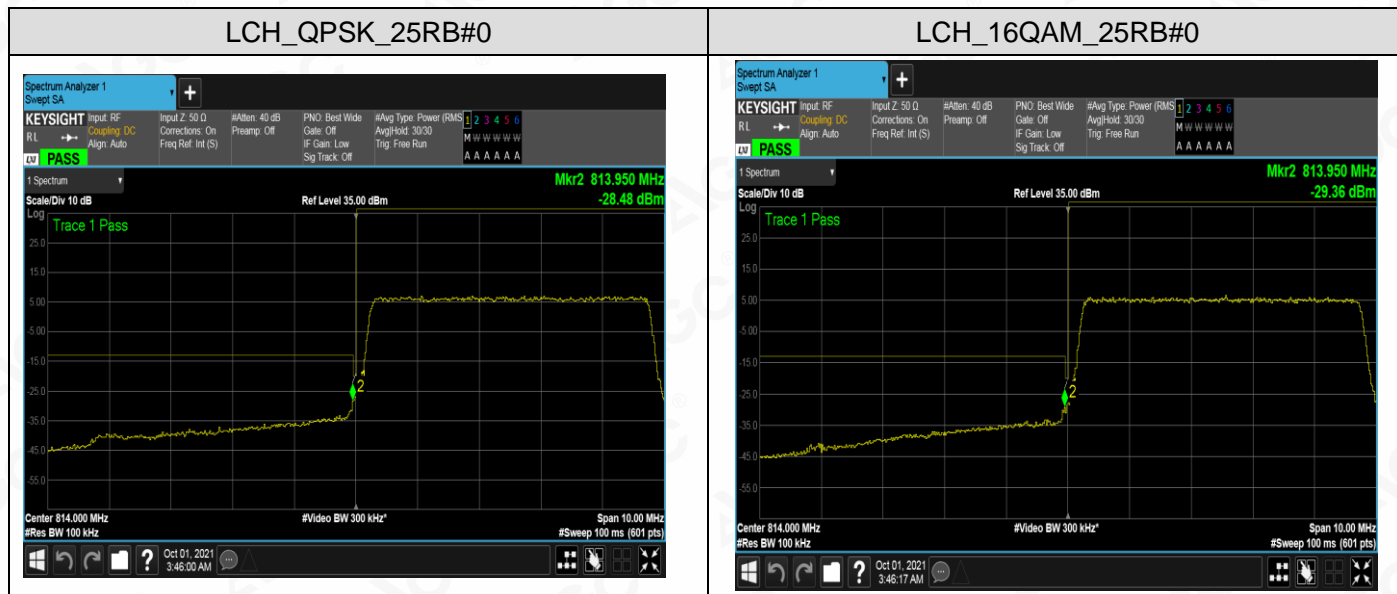 LCH_QPSK_25RB#0
LCH_16QAM_25RB#0
Spectrum Analyzer 1
Swept SA
+
KEYSIGHT
R L
LXI
PASS
Input: RF
Coupling: DC
Align: Auto
Input Z: 50 Ω
Corrections: On
Freq Ref: Int (S)
#Atten: 40 dB
Preamp: Off
PNO: Best Wide
Gate: Off
IF Gain: Low
Sig Track: Off
#Avg Type: Power (RMS
Avg|Hold: 30/30
Trig: Free Run
1 2 3 4 5 6
M W W W W W
A A A A A A
1 Spectrum
Mkr2 813.950 MHz
Scale/Div 10 dB
Ref Level 35.00 dBm
-28.48 dBm
Log
Trace 1 Pass
25.0
15.0
5.00
-5.00
-15.0
-25.0
-35.0
-45.0
-55.0
2
Center 814.000 MHz
#Video BW 300 kHz*
Span 10.00 MHz
#Res BW 100 kHz
#Sweep 100 ms (601 pts)
?
Oct 01, 2021
3:46:00 AM
Spectrum Analyzer 1
Swept SA
+
KEYSIGHT
R L
LXI
PASS
Input: RF
Coupling: DC
Align: Auto
Input Z: 50 Ω
Corrections: On
Freq Ref: Int (S)
#Atten: 40 dB
Preamp: Off
PNO: Best Wide
Gate: Off
IF Gain: Low
Sig Track: Off
#Avg Type: Power (RMS
Avg|Hold: 30/30
Trig: Free Run
1 2 3 4 5 6
M W W W W W
A A A A A A
1 Spectrum
Mkr2 813.950 MHz
Scale/Div 10 dB
Ref Level 35.00 dBm
-29.36 dBm
Log
Trace 1 Pass
25.0
15.0
5.00
-5.00
-15.0
-25.0
-35.0
-45.0
-55.0
2
Center 814.000 MHz
#Video BW 300 kHz*
Span 10.00 MHz
#Res BW 100 kHz
#Sweep 100 ms (601 pts)
?
Oct 01, 2021
3:46:17 AM